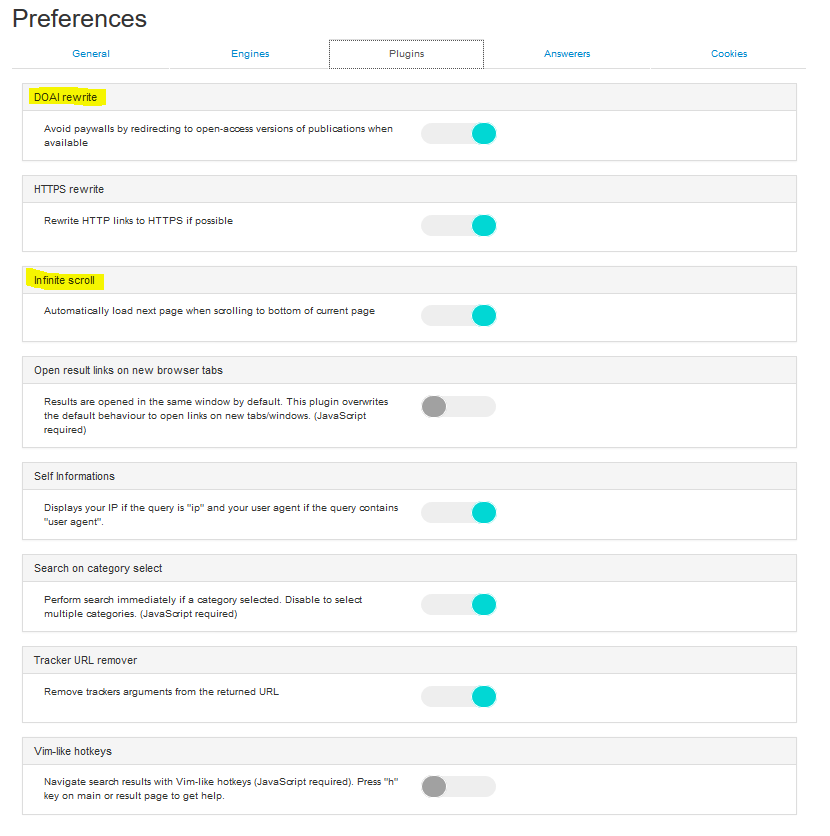 Preferences
General Engines Plugins Answerers Cookies
DOAI rewrite
Avoid paywalls by redirecting to open-access versions of publications when
available
HTTPS rewrite
Rewrite HTTP links to HTTPS if possible
Infinite scroll
Automatically load next page when scrolling to bottom of current page
Open result links on new browser tabs
Results are opened in the same window by default. This plugin overwrites
the default behaviour to open links on new tabs/windows. (JavaScript
required)
Self Informations
Displays your IP if the query is "ip" and your user agent if the query contains
"user agent".
Search on category select
Perform search immediately if a category selected. Disable to select
multiple categories. (JavaScript required)
Tracker URL remover
Remove trackers arguments from the returned URL
Vim-like hotkeys
Navigate search results with Vim-like hotkeys (JavaScript required). Press "h"
key on main or result page to get help.